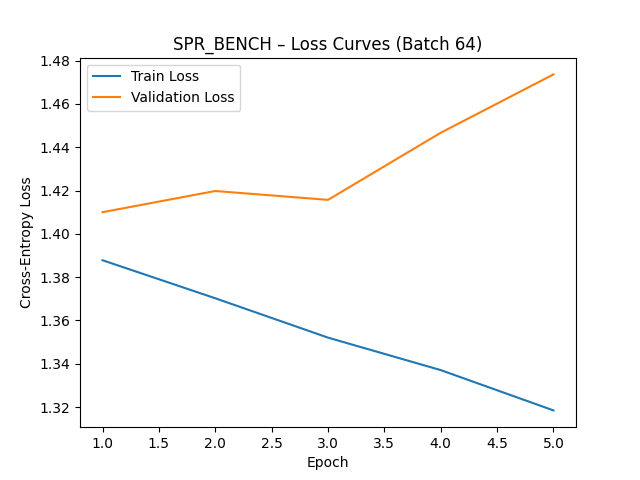 SPR_BENCH – Loss Curves (Batch 64)
Train Loss
Validation Loss
Cross-Entropy Loss
1.48
1.46
1.44
1.42
1.40
1.38
1.36
1.34
1.32
1.0 1.5 2.0 2.5 3.0 3.5 4.0 4.5 5.0
Epoch